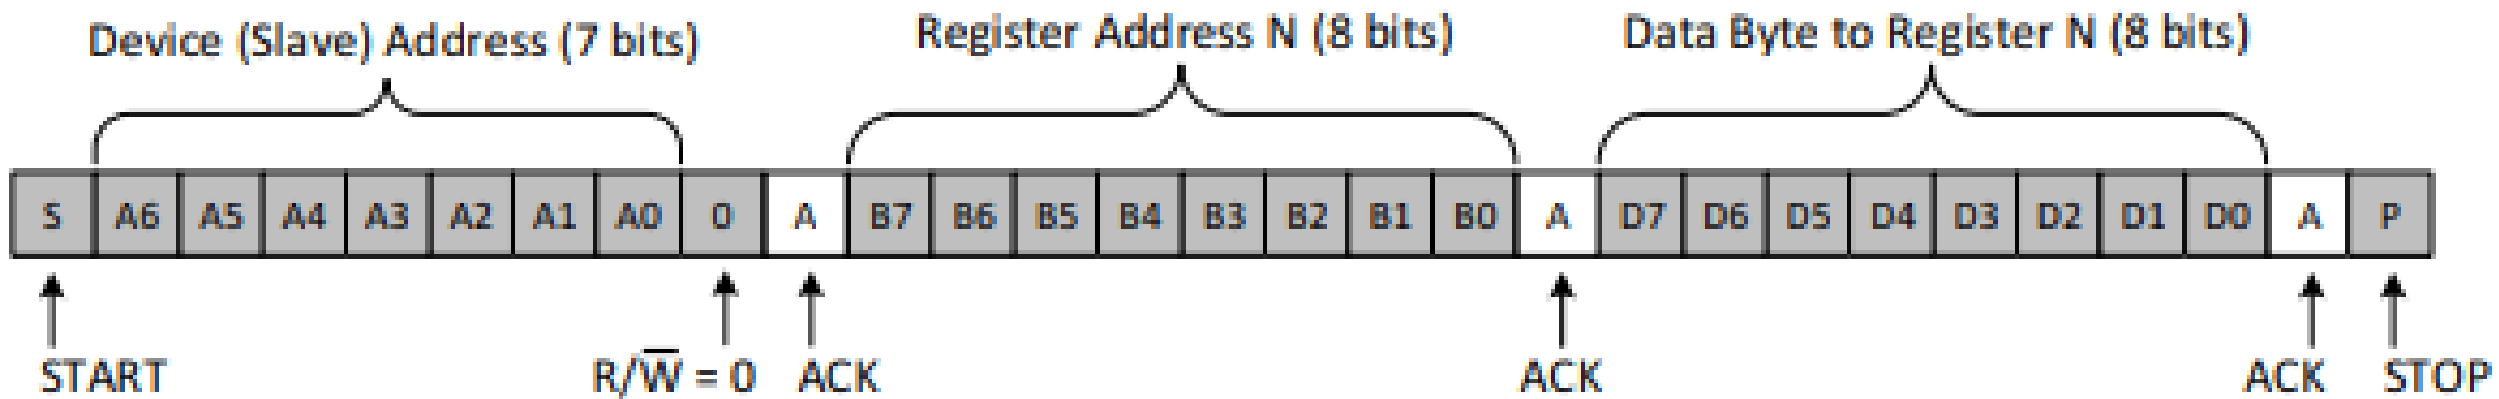 Device (Slave) Address (7 bits) Register Address N (8 bits) Data Byte to Register N (8 bits)
S A6 A5 A4 A3 A2 A1 A0 0 A B7 B6 B5 B4 B3 B2 B1 B0 A D7 D6 D5 D4 D3 D2 D1 D0 A P
START R/W̅ = 0 ACK ACK ACK STOP